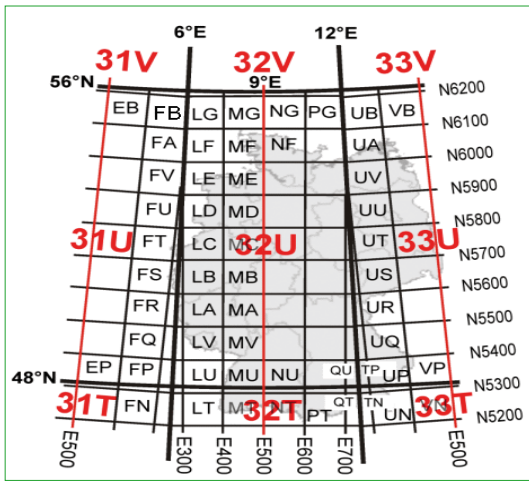 6°E 12°E
31V 32V 33V
9°E
56°N N6200
EB FB LG MG NG PG UB VB N6100
FA LF MF NF UA N6000
FV LE ME UV N5900
FU LD MD UU N5800
31U FT LC MC 32U UT 33U N5700
FS LB MB US N5600
FR LA MA UR N5500
FQ LV MV UQ N5400
EP FP LU MU NU QU TP UP VP
48°N N5300
31T FN LT MT 32T NT PT QT TN UN 33T VN N5200
E500 E300 E400 E500 E600 E700 E500